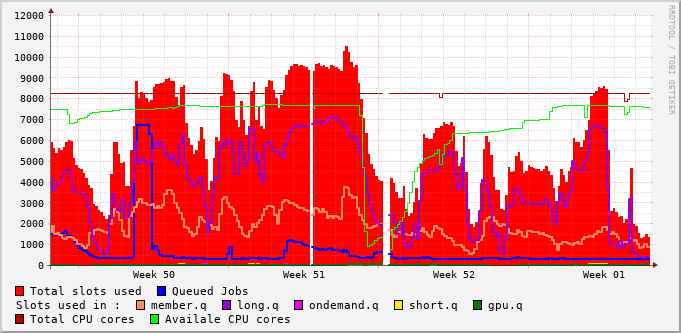 12000
11000
10000
9000
8000
7000
6000
5000
4000
3000
2000
1000
0
Week 50 Week 51 Week 52 Week 01
Total slots used Queued Jobs
Slots used in : member.q long.q ondemand.q short.q gpu.q
Total CPU cores Availale CPU cores
RRDTOOL / TOBI OETIKER